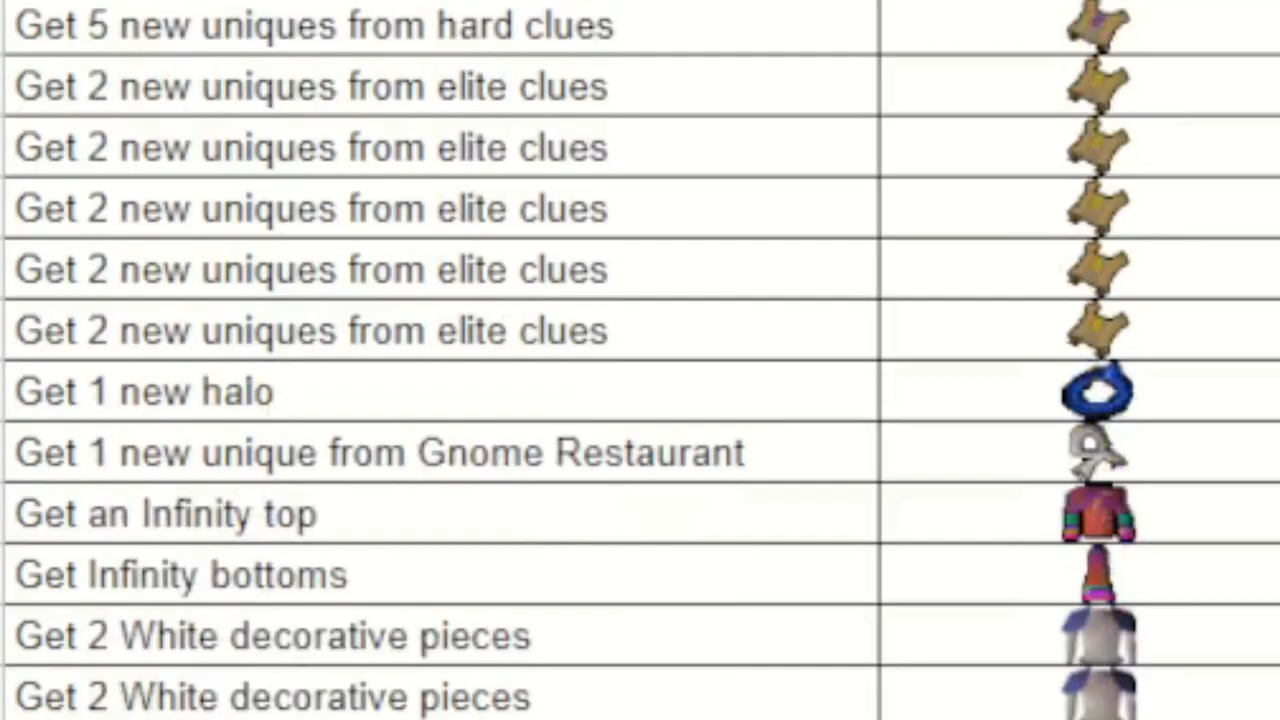 Get 5 new uniques from hard clues
Get 2 new uniques from elite clues
Get 2 new uniques from elite clues
Get 2 new uniques from elite clues
Get 2 new uniques from elite clues
Get 2 new uniques from elite clues
Get 1 new halo
Get 1 new unique from Gnome Restaurant
Get an Infinity top
Get Infinity bottoms
Get 2 White decorative pieces
Get 2 White decorative pieces